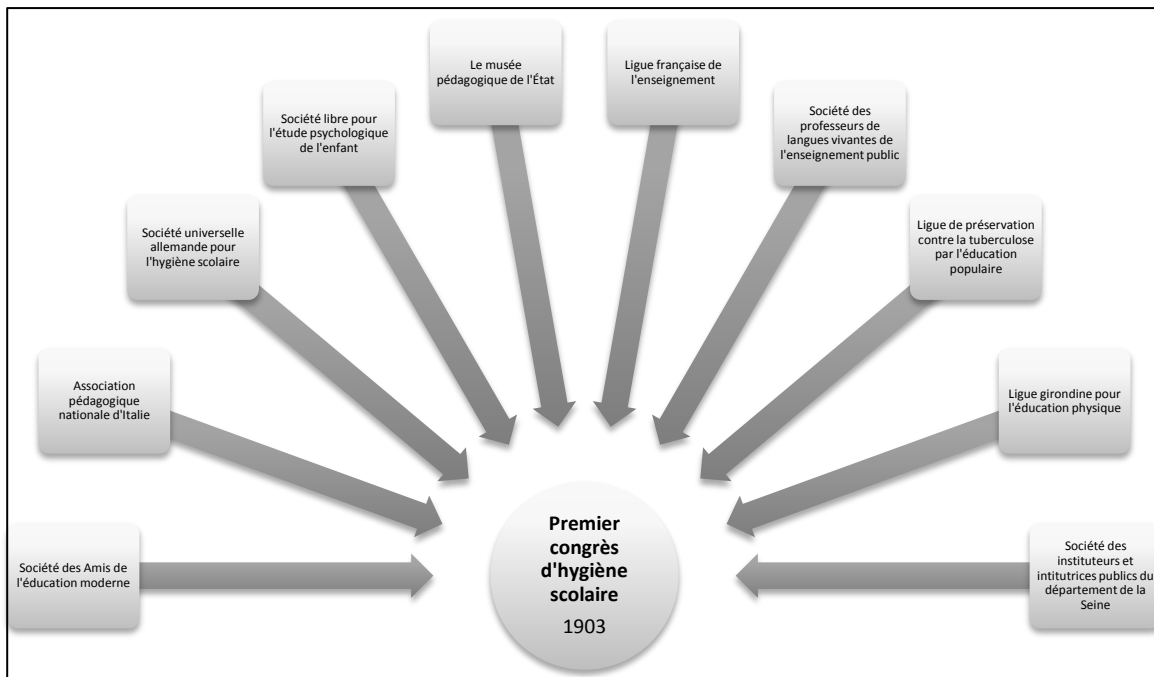 Le musée
pédagogique de l'État
Ligue française de
l'enseignement
Société libre pour
l'étude psychologique
de l'enfant
Société des
professeurs de
langues vivantes de
l'enseignement public
Société universelle
allemande pour
l'hygiène scolaire
Ligue de préservation
contre la tuberculose
par l'éducation
populaire
Association
pédagogique
nationale d'Italie
Ligue girondine pour
l'éducation physique
Société des Amis de
l'éducation moderne
Premier
congrès
d'hygiène
scolaire
1903
Société des
instituteurs et
intitutrices publics du
département de la
Seine